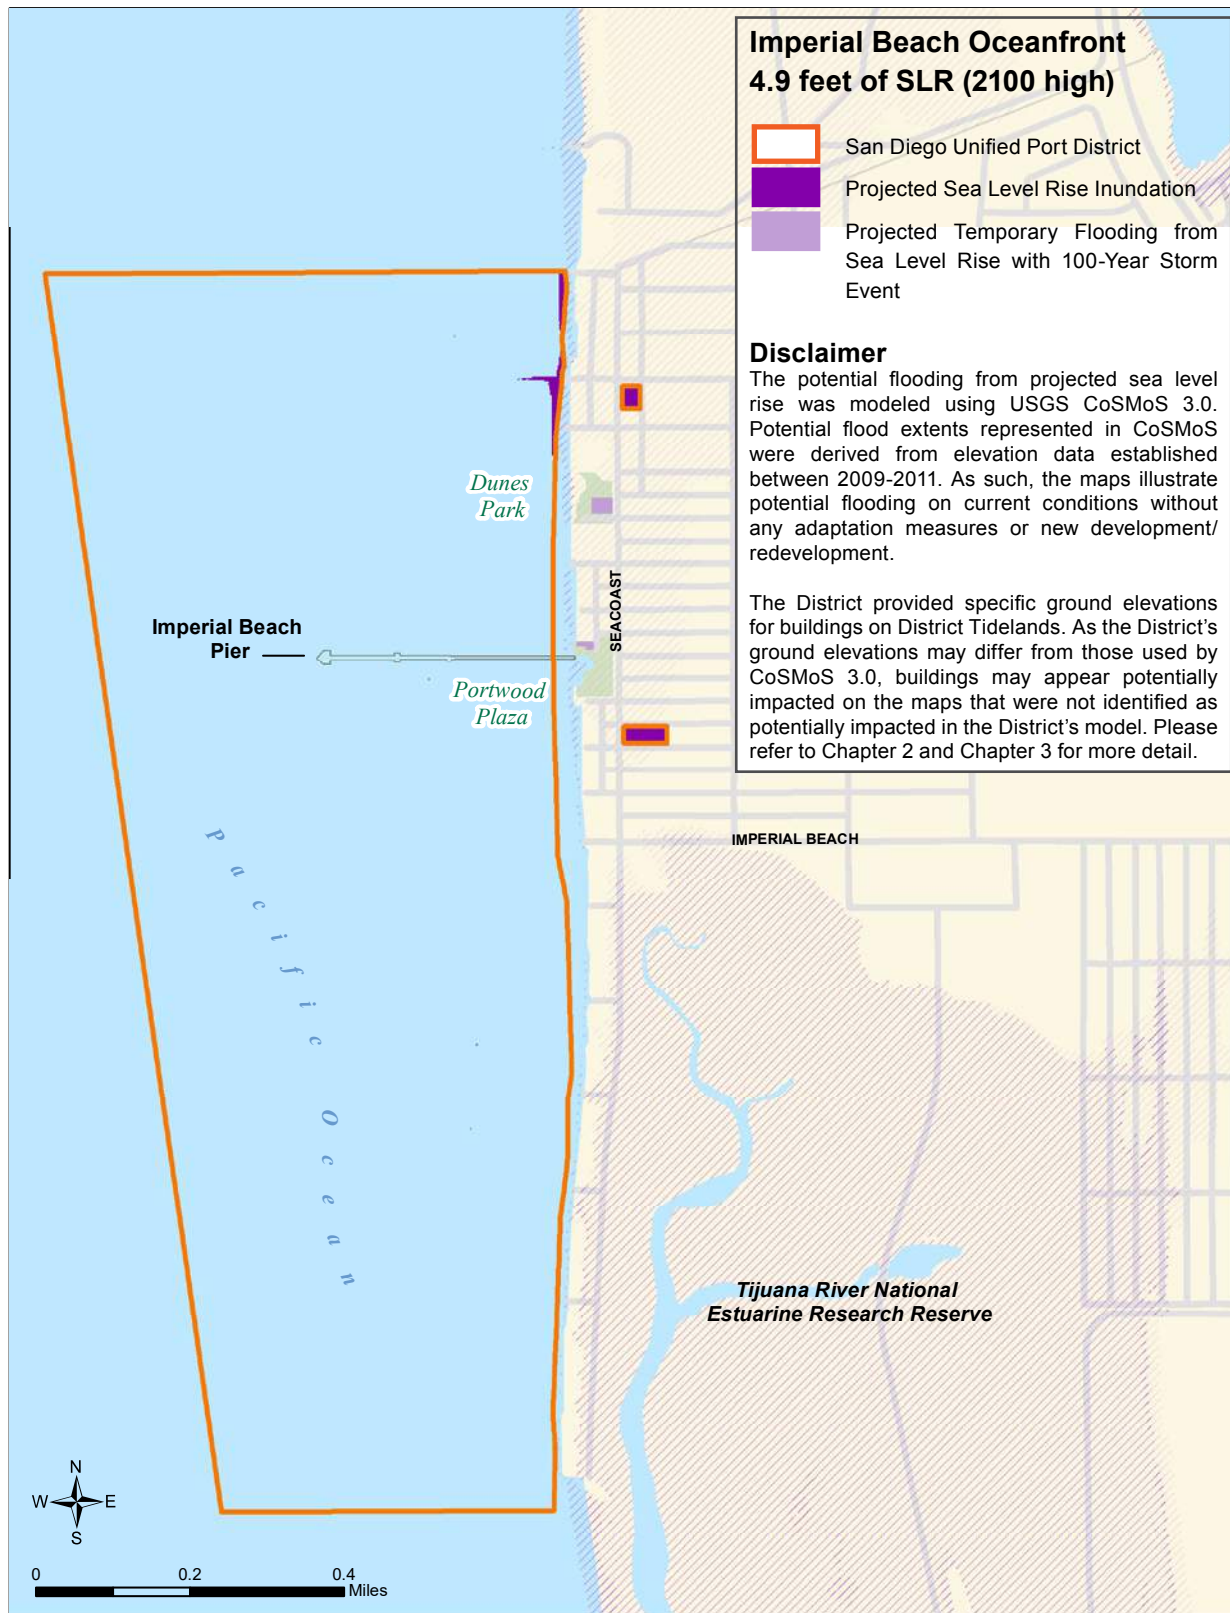 Imperial Beach Oceanfront
4.9 feet of SLR (2100 high)
San Diego Unified Port District
Projected Sea Level Rise Inundation
Projected Temporary Flooding from
Sea Level Rise with 100-Year Storm
Event
Disclaimer
The potential flooding from projected sea level
rise was modeled using USGS CoSMoS 3.0.
Potential flood extents represented in CoSMoS
were derived from elevation data established
between 2009-2011. As such, the maps illustrate
potential flooding on current conditions without
any adaptation measures or new development/
redevelopment.
The District provided specific ground elevations
for buildings on District Tidelands. As the District's
ground elevations may differ from those used by
CoSMoS 3.0, buildings may appear potentially
impacted on the maps that were not identified as
potentially impacted in the District's model. Please
refer to Chapter 2 and Chapter 3 for more detail.
Dunes
Park
SEACOAST
Imperial Beach
Pier
Portwood
Plaza
IMPERIAL BEACH
Pacific Ocean
Tijuana River National
Estuarine Research Reserve
N
W E
S
0 0.2 0.4
Miles